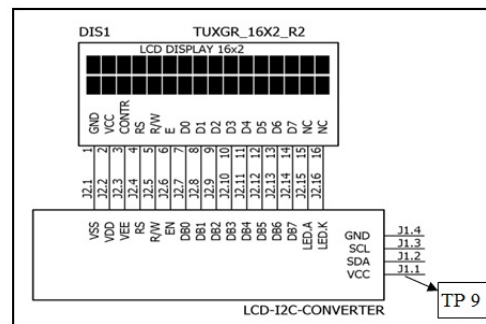 DIS1 TUXGR_16X2_R2
LCD DISPLAY 16x2
GND VCC CONTR RS R/W E D0 D1 D2 D3 D4 D5 D6 D7 NC NC
1 2 3 4 5 6 7 8 9 10 11 12 13 14 15 16
J2.1 J2.2 J2.3 J2.4 J2.5 J2.6 J2.7 J2.8 J2.9 J2.10 J2.11 J2.12 J2.13 J2.14 J2.15 J2.16
VSS VDD VEE RS R/W EN DB0 DB1 DB2 DB3 DB4 DB5 DB6 DB7 LED.A LED.K
GND J1.4
SCL J1.3
SDA J1.2
VCC J1.1
TP 9
LCD-I2C-CONVERTER